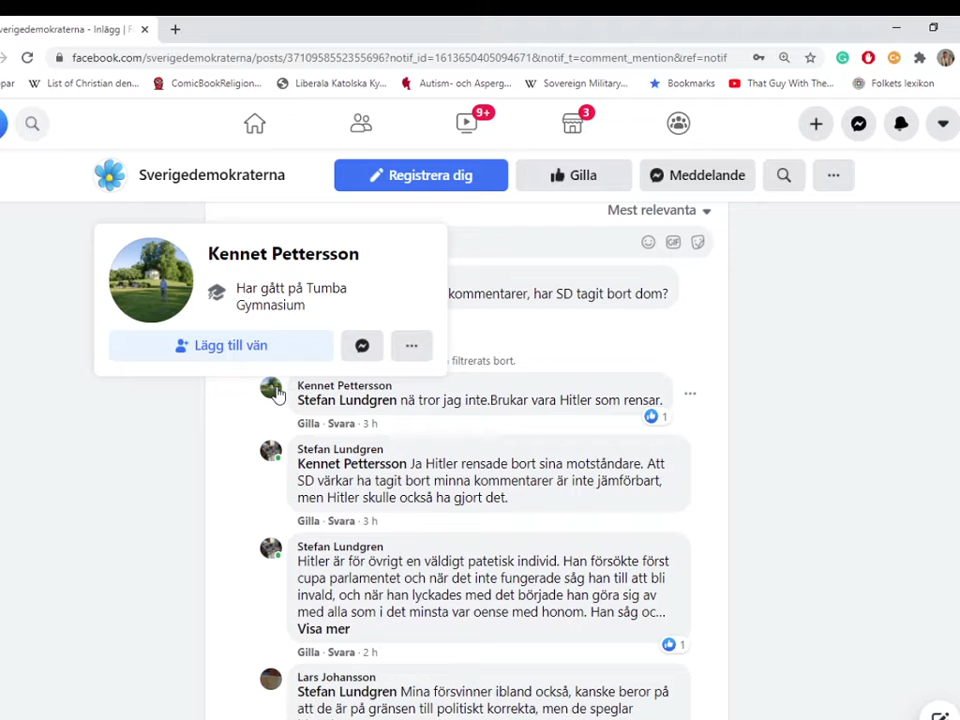 verigedemokraterna - Inlägg |
facebook.com/sverigedemokraterna/posts/3710958552355696?notif_id=1613650405094671&notif_t=comment_mention&ref=notif
par
List of Christian den...
ComicBookReligion...
Liberala Katolska Ky...
Autism- och Asperg...
Sovereign Military...
Bookmarks
That Guy With The...
Folkets lexikon
9+
3
Sverigedemokraterna
Registrera dig
Gilla
Meddelande
Mest relevanta
GIF
Kennet Pettersson
Har gått på Tumba
Gymnasium
Lägg till vän
kommentarer, har SD tagit bort dom?
filtrerats bort.
Kennet Pettersson
Stefan Lundgren nä tror jag inte.Brukar vara Hitler som rensar.
1
Gilla · Svara · 3 h
Stefan Lundgren
Kennet Pettersson Ja Hitler rensade bort sina motståndare. Att
SD värkar ha tagit bort minna kommentarer är inte jämförbart,
men Hitler skulle också ha gjort det.
Gilla · Svara · 3 h
Stefan Lundgren
Hitler är för övrigt en väldigt patetisk individ. Han försökte först
cupa parlamentet och när det inte fungerade såg han till att bli
invald, och när han lyckades med det började han göra sig av
med alla som i det minsta var oense med honom. Han såg oc...
Visa mer
1
Gilla · Svara · 2 h
Lars Johansson
Stefan Lundgren Mina försvinner ibland också, kanske beror på
att de är på gränsen till politiskt korrekta, men de speglar